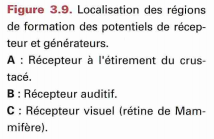 Figure 3.9. Localisation des régions
de formation des potentiels de récep-
teur et générateurs.
A : Récepteur à l'étirement du crus-
tacé.
B : Récepteur auditif.
C : Récepteur visuel (rétine de Mam-
mifère).